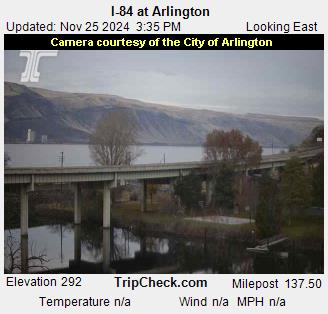 I-84 at Arlington
Updated: Nov 25 2024 3:35 PM Looking East
Camera courtesy of the City of Arlington
Elevation 292 TripCheck.com Milepost 137.50
Temperature n/a Wind n/a MPH n/a